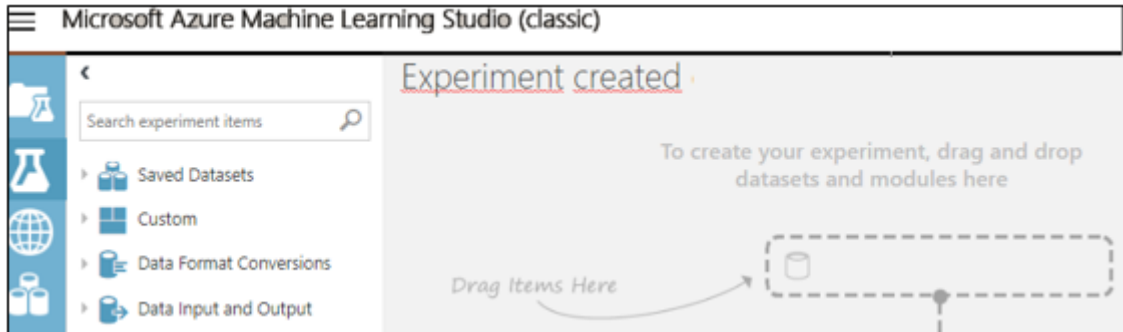 Microsoft Azure Machine Learning Studio (classic)
Experiment created
Search experiment items
Saved Datasets
Custom
Data Format Conversions
Data Input and Output
To create your experiment, drag and drop
datasets and modules here
Drag Items Here